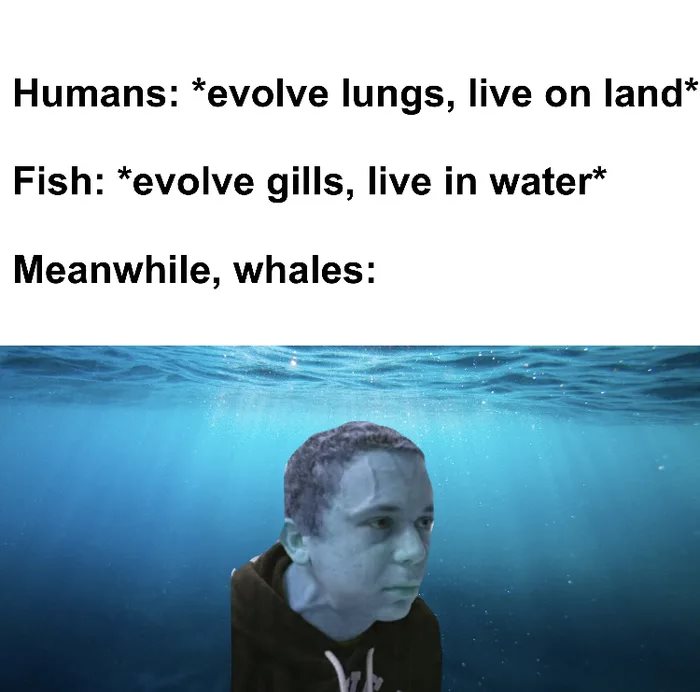 Humans: *evolve lungs, live on land*
Fish: *evolve gills, live in water*
Meanwhile, whales: